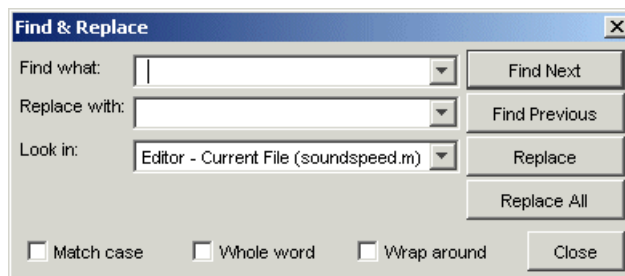 Find & Replace
Find what:
Find Next
Replace with:
Find Previous
Look in:
Editor - Current File (soundspeed.m)
Replace
Replace All
Match case
Whole word
Wrap around
Close